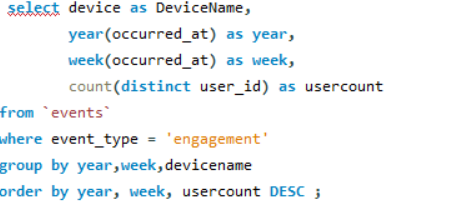 select device as DeviceName,
year(occurred_at) as year,
week(occurred_at) as week,
count(distinct user_id) as usercount
from `events`
where event_type = 'engagement'
group by year,week,devicename
order by year, week, usercount DESC ;